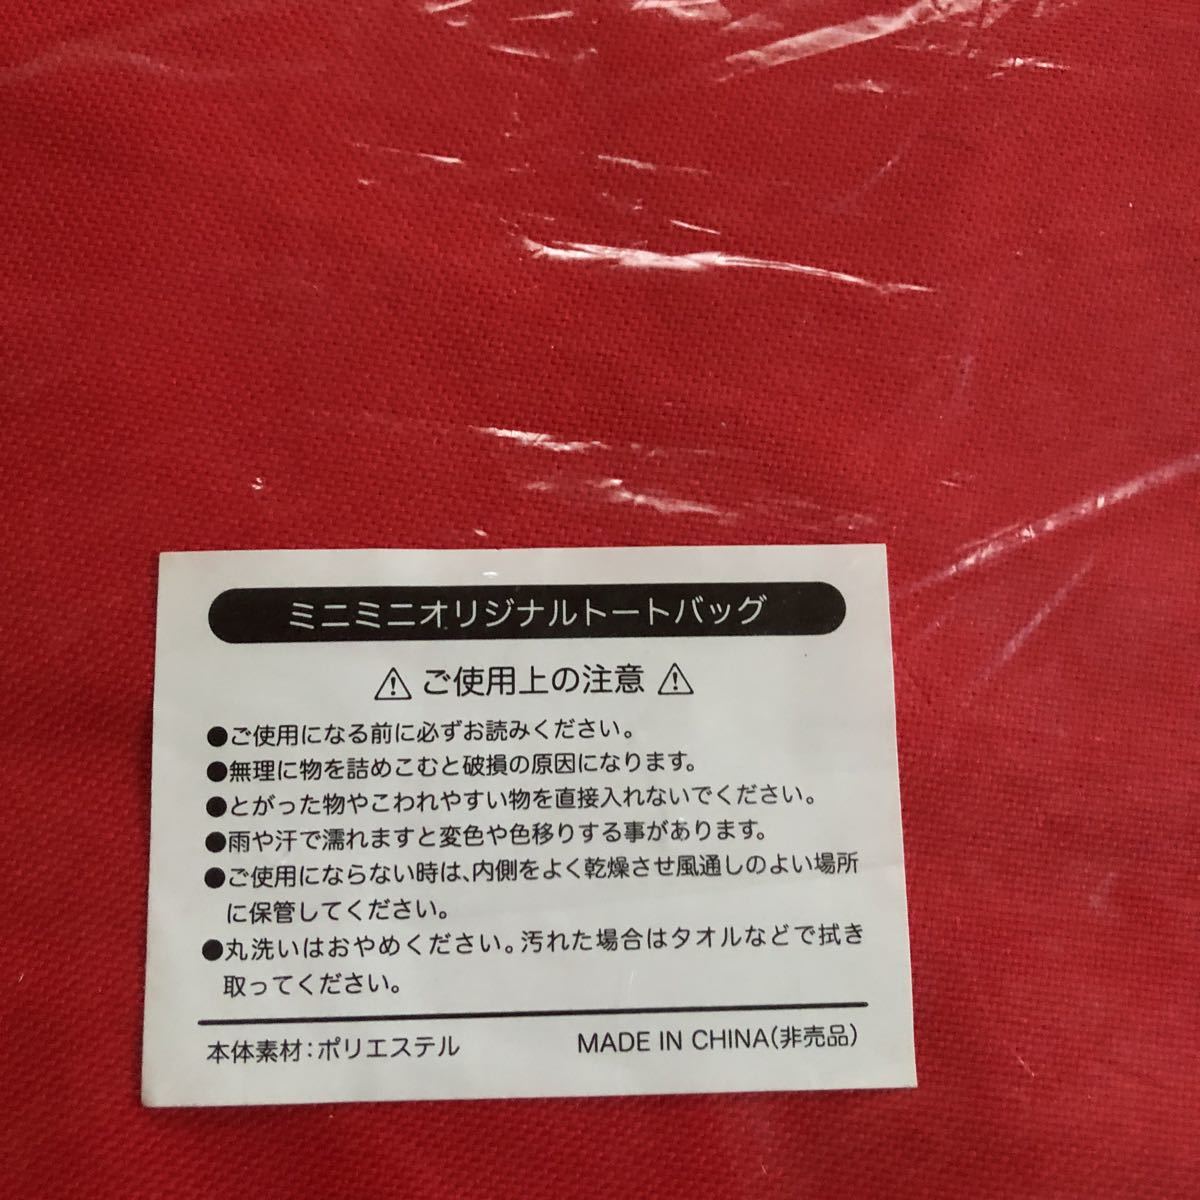 ミニミニオリジナルトートバッグ
⚠ ご使用上の注意 ⚠
●ご使用になる前に必ずお読みください。
●無理に物を詰めこむと破損の原因になります。
●とがった物やこわれやすい物を直接入れないでください。
●雨や汗で濡れますと変色や色移りする事があります。
●ご使用にならない時は、内側をよく乾燥させ風通しのよい場所
に保管してください。
●丸洗いはおやめください。汚れた場合はタオルなどで拭き
取ってください。
本体素材：ポリエステル MADE IN CHINA(非売品)